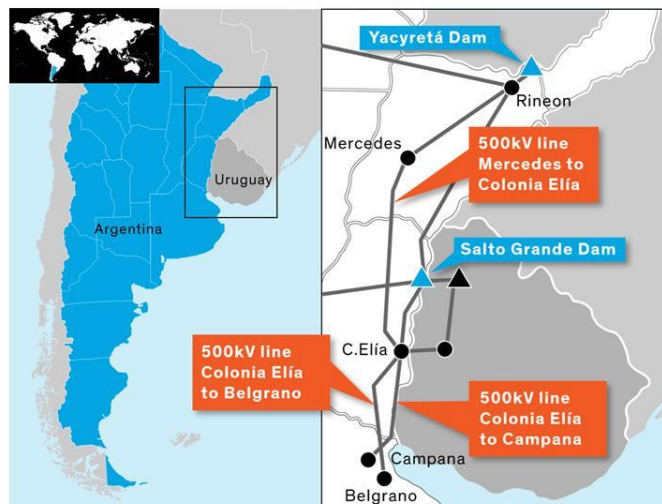 Uruguay
Argentina
Yacyretá Dam
Rineon
Mercedes
500kV line
Mercedes to
Colonia Elía
Salto Grande Dam
C.Elía
500kV line
Colonia Elía
to Belgrano
500kV line
Colonia Elía
to Campana
Campana
Belgrano